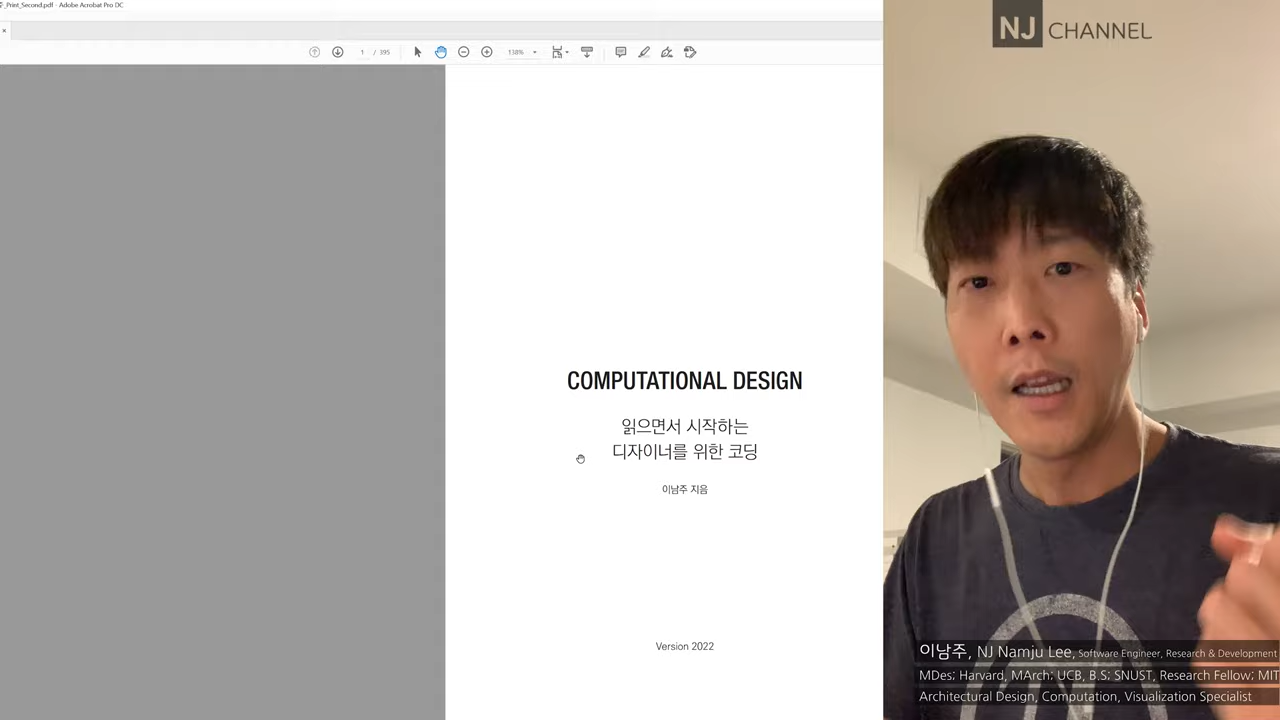 _Print_Second.pdf - Adobe Acrobat Pro DC
1 / 395
138%
COMPUTATIONAL DESIGN
읽으면서 시작하는
디자이너를 위한 코딩
이남주 지음
Version 2022
NJ CHANNEL
이남주, NJ Namju Lee, Software Engineer, Research & Development
MDes; Harvard, MArch; UCB, B.S; SNUST, Research Fellow; MIT
Architectural Design, Computation, Visualization Specialist